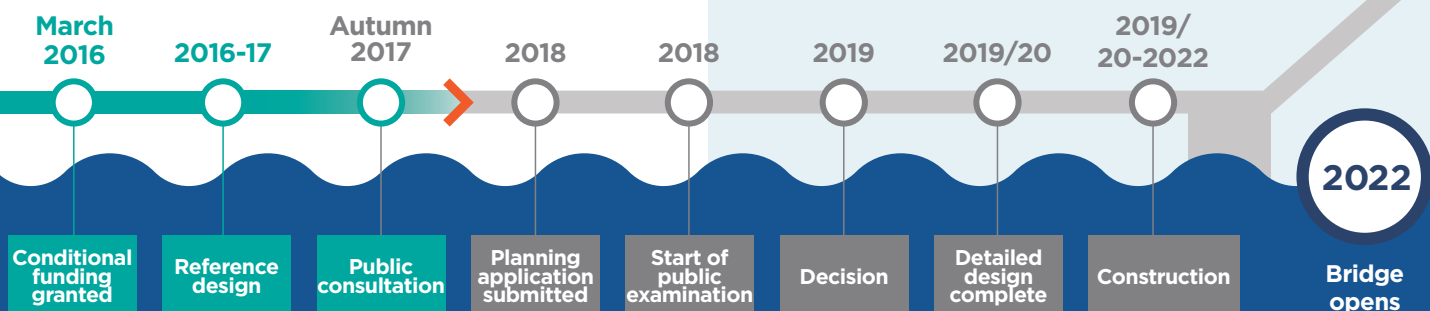 March
2016
2016-17
Autumn
2017
2018
2018
2019
2019/20
2019/
20-2022
2022
Conditional
funding
granted
Reference
design
Public
consultation
Planning
application
submitted
Start of
public
examination
Decision
Detailed
design
complete
Construction
Bridge
opens